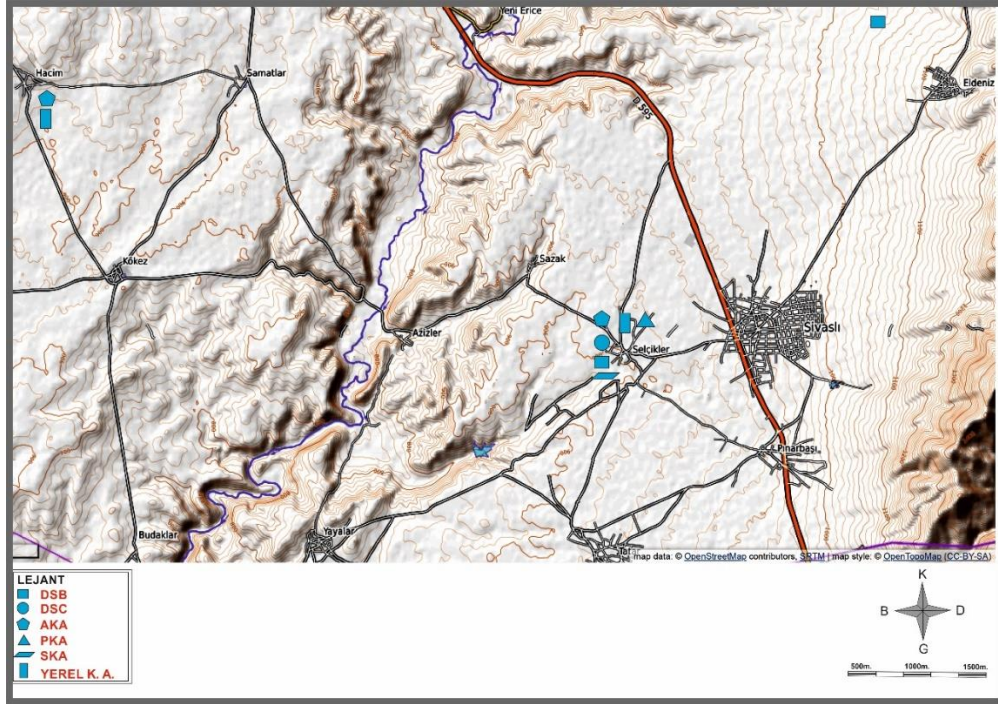 Yeni Erice
Hacim
Samatlar
Eldeniz
D 595
Kökez
Sazak
Azizler
Selçikler
Sivaslı
Pınarbaşı
Budaklar
Yayalar
Tat
map data: © OpenStreetMap contributors, SRTM | map style: © OpenTopoMap (CC-BY-SA)
LEJANT
DSB
DSC
AKA
PKA
SKA
YEREL K. A.
K
B D
G
500m. 1000m. 1500m.